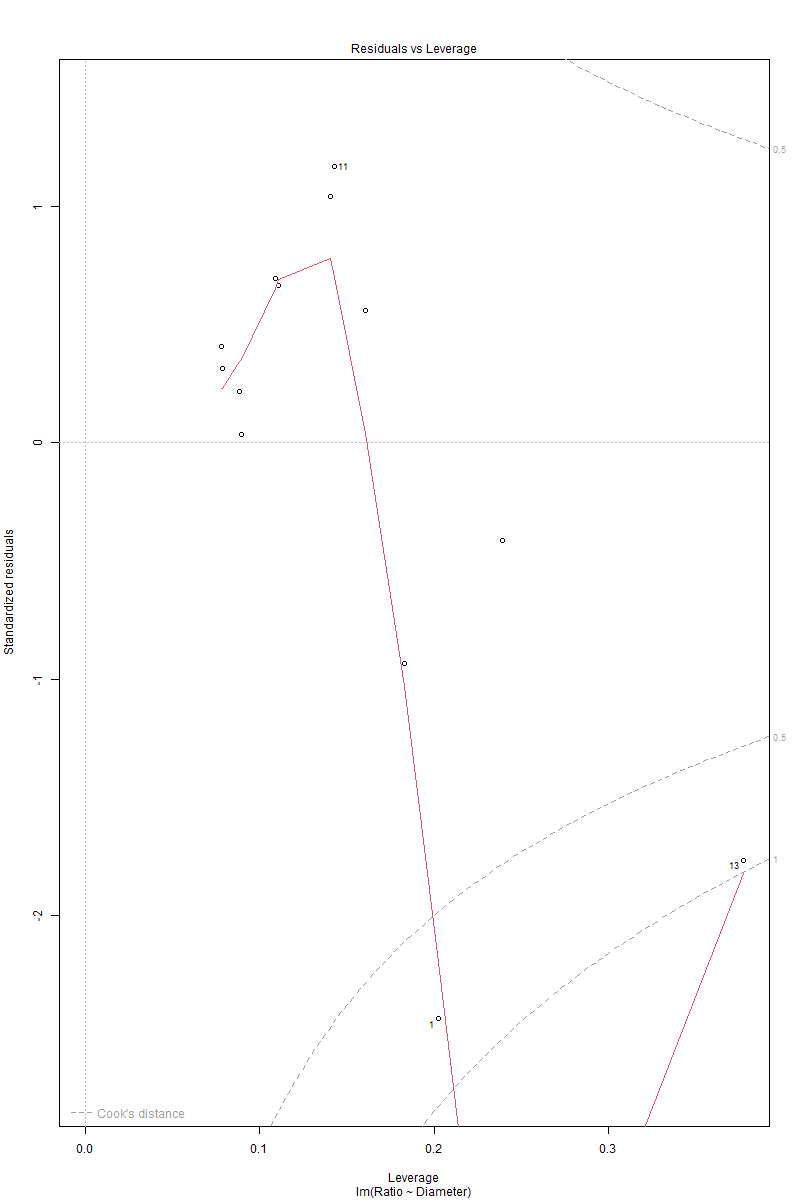 Residuals vs Leverage
11
0.5
1
0
Standardized residuals
-1
0.5
13
1
-2
1
Cook's distance
0.0 0.1 0.2 0.3
Leverage
lm(Ratio ~ Diameter)